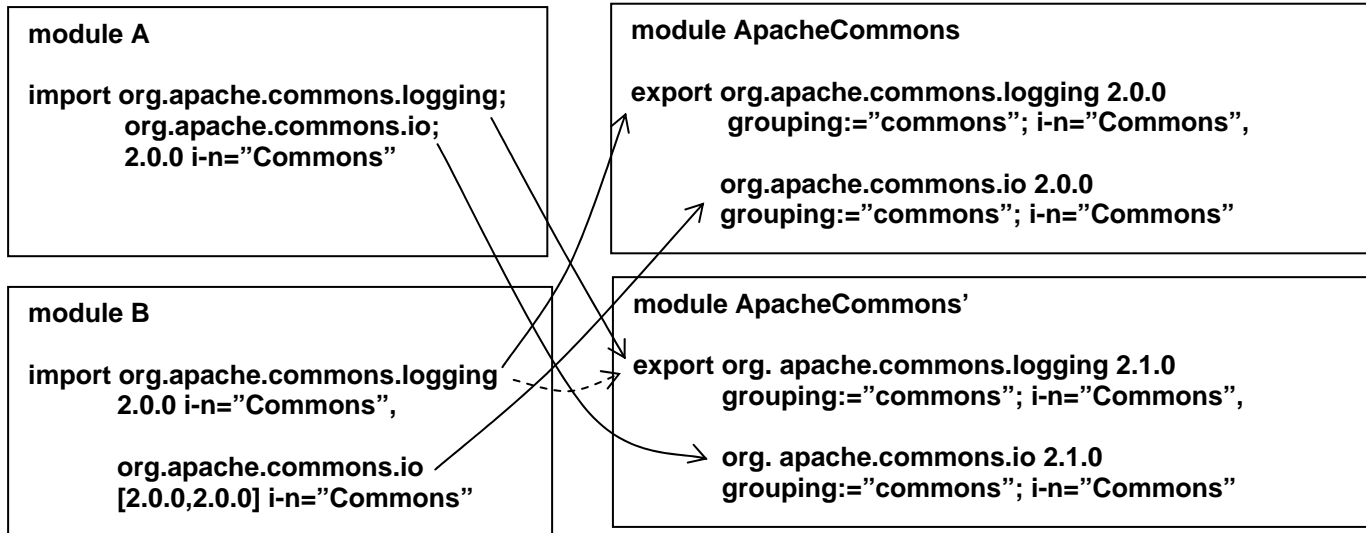 module A
import org.apache.commons.logging;
org.apache.commons.io;
2.0.0 i-n=”Commons”
module B
import org.apache.commons.logging
2.0.0 i-n=”Commons”,
org.apache.commons.io
[2.0.0,2.0.0] i-n=”Commons”
module ApacheCommons
export org.apache.commons.logging 2.0.0
grouping:=”commons”; i-n=”Commons”,
org.apache.commons.io 2.0.0
grouping:=”commons”; i-n=”Commons”
module ApacheCommons’
export org. apache.commons.logging 2.1.0
grouping:=”commons”; i-n=”Commons”,
org. apache.commons.io 2.1.0
grouping:=”commons”; i-n=”Commons”